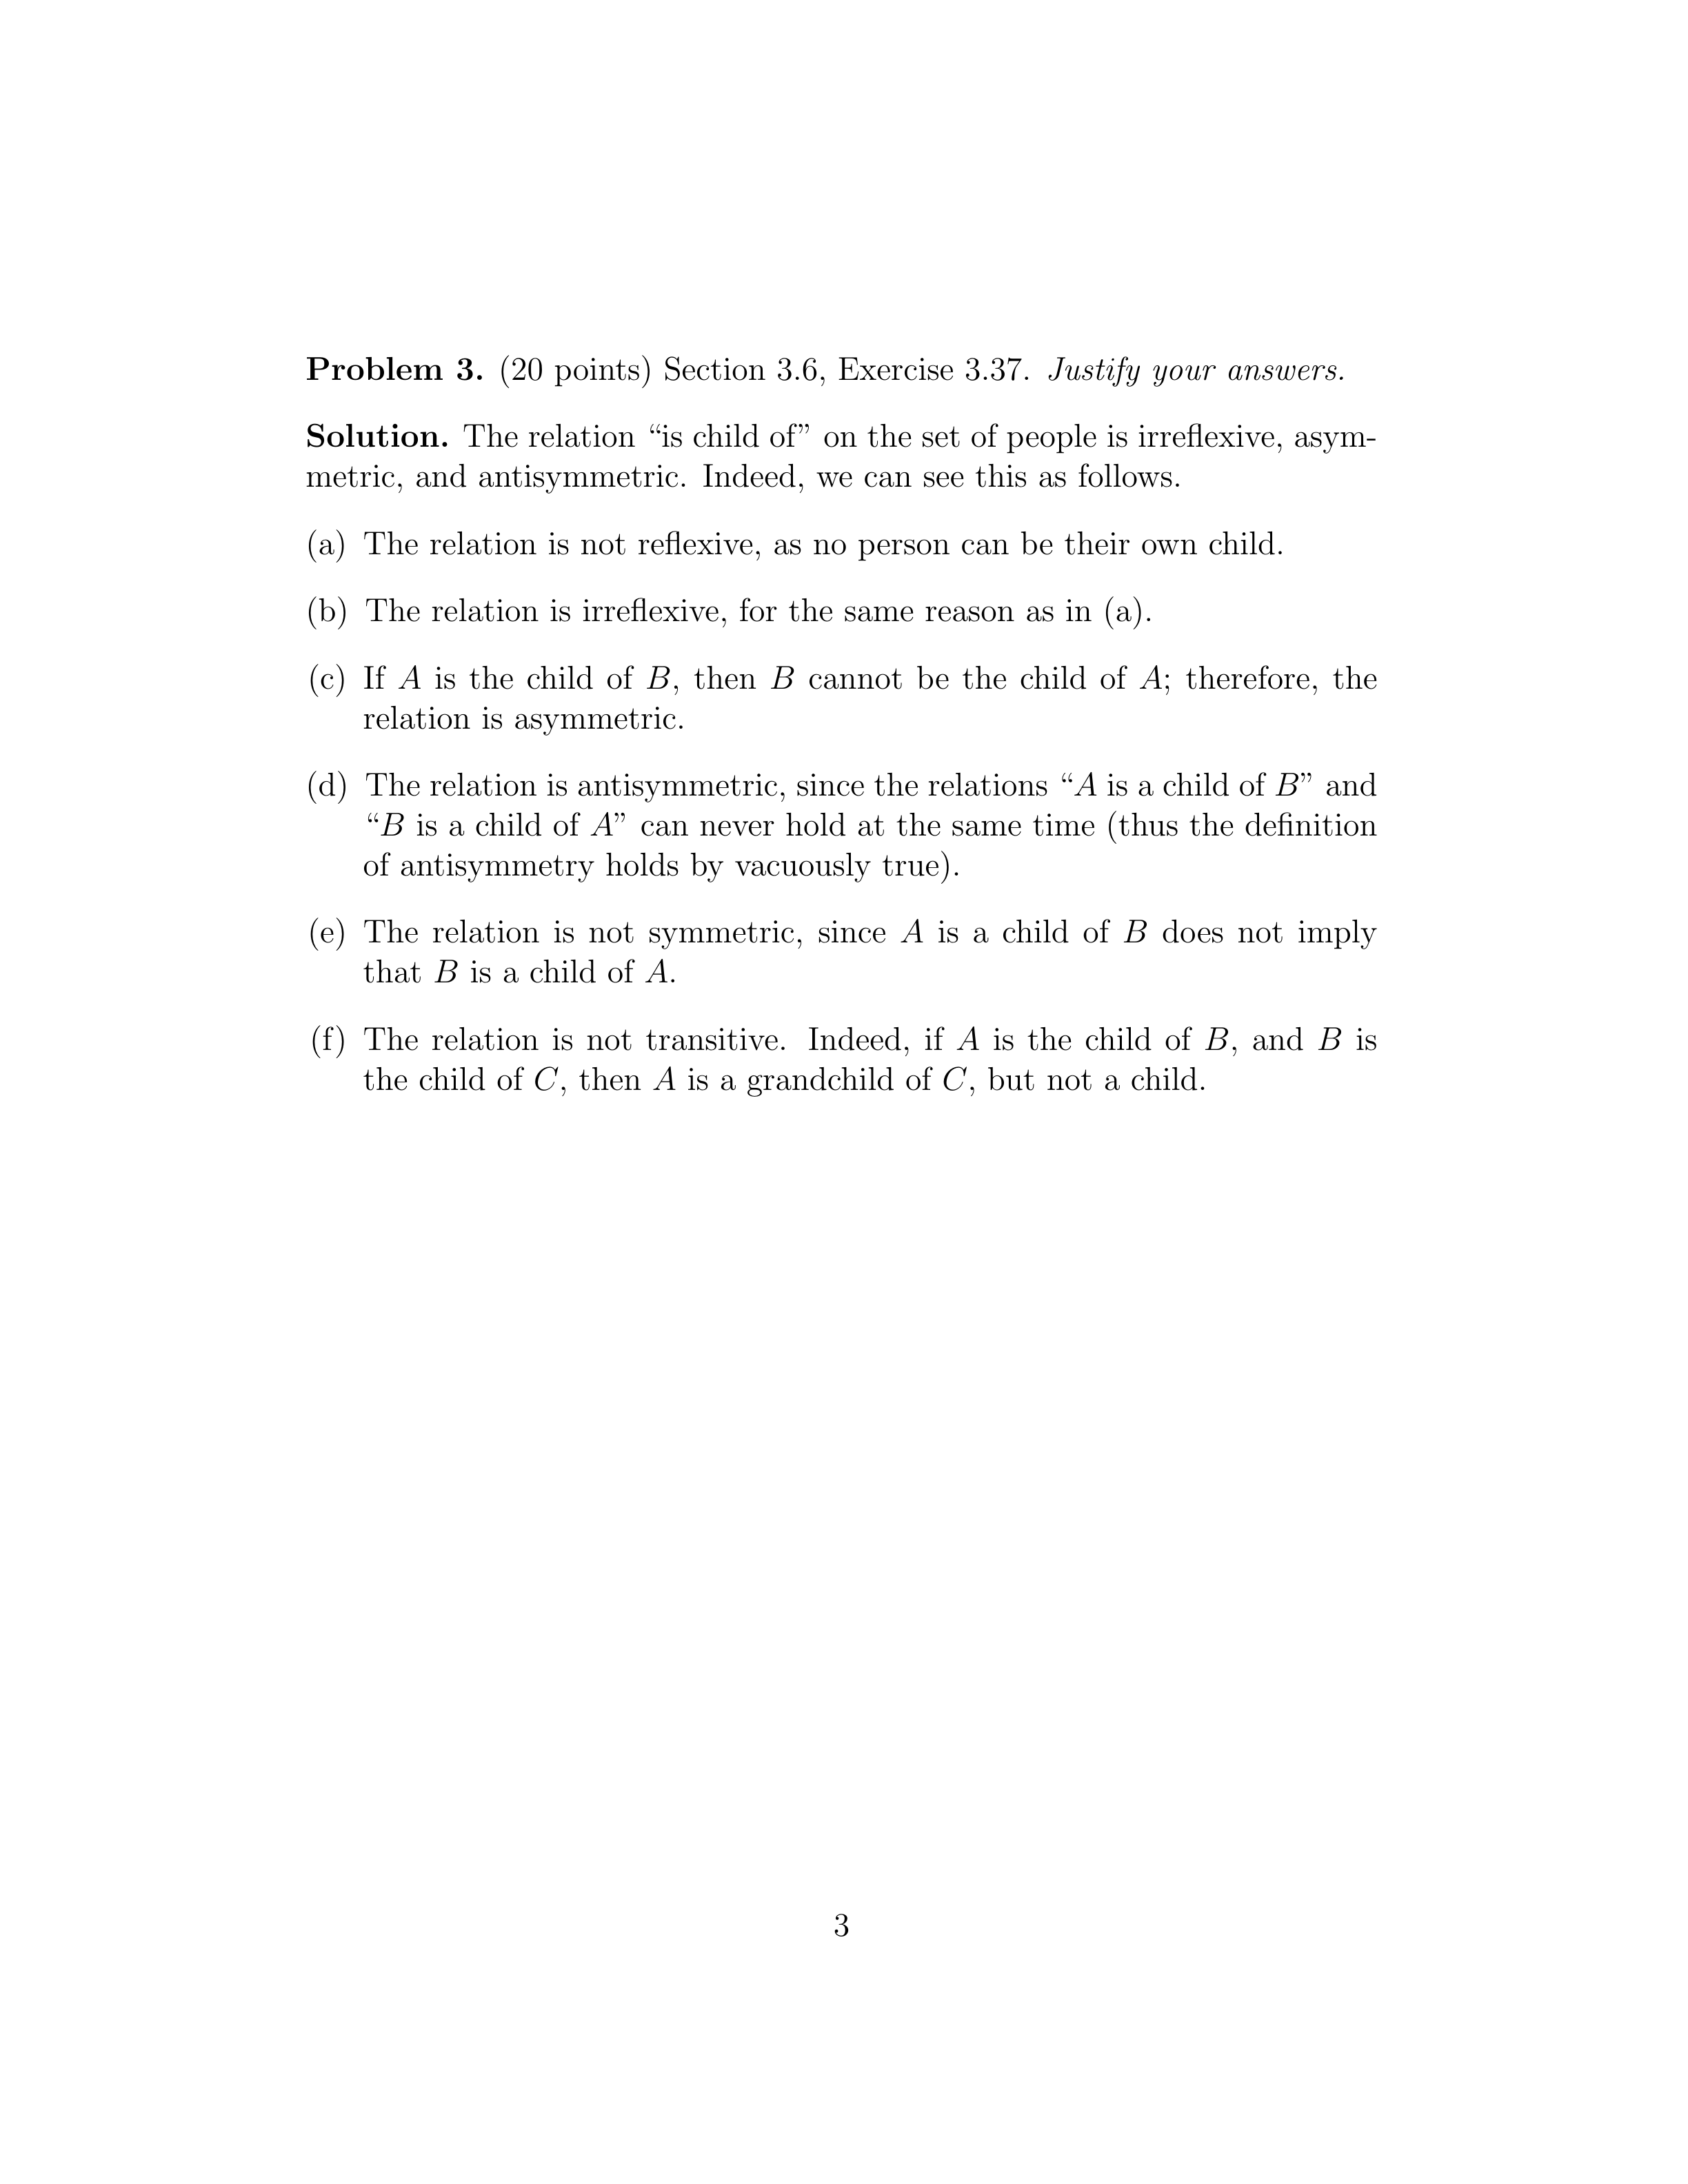 Problem 3. (20 points) Section 3.6, Exercise 3.37. Justify your answers.
Solution. The relation “is child of” on the set of people is irreflexive, asym-
metric, and antisymmetric. Indeed, we can see this as follows.
(a) The relation is not reflexive, as no person can be their own child.
(b) The relation is irreflexive, for the same reason as in (a).
(c) If A is the child of B, then B cannot be the child of A; therefore, the
relation is asymmetric.
(d) The relation is antisymmetric, since the relations “A is a child of B” and
“B is a child of A” can never hold at the same time (thus the definition
of antisymmetry holds by vacuously true).
(e) The relation is not symmetric, since A is a child of B does not imply
that B is a child of A.
(f) The relation is not transitive. Indeed, if A is the child of B, and B is
the child of C, then A is a grandchild of C, but not a child.
3